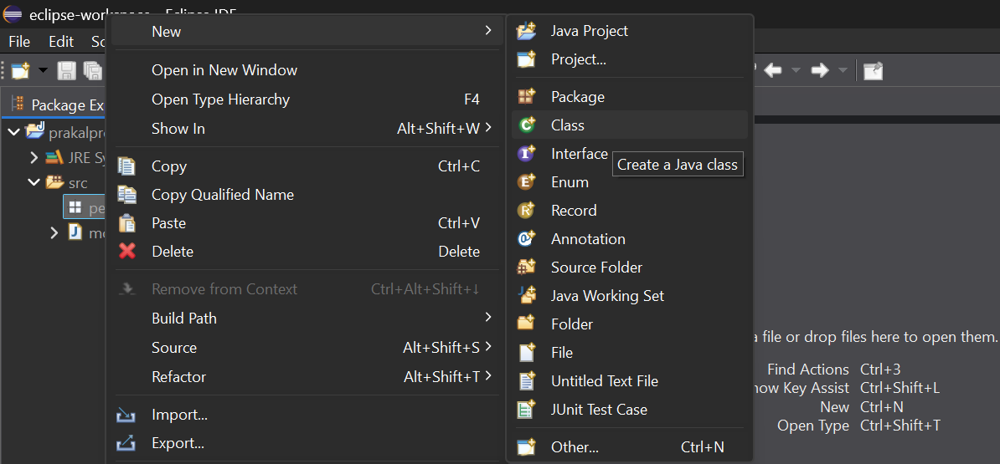 eclipse-workspace - Eclipse IDE
File Edit
Package Ex
prakalpro
JRE Sy
src
pe
New
Open in New Window
Open Type Hierarchy F4
Show In Alt+Shift+W
Copy Ctrl+C
Copy Qualified Name
Paste Ctrl+V
Delete Delete
Remove from Context Ctrl+Alt+Shift+↓
Build Path
Source Alt+Shift+S
Refactor Alt+Shift+T
Import...
Export...
Java Project
Project...
Package
Class
Interface
Create a Java class
Enum
Record
Annotation
Source Folder
Java Working Set
Folder
File
Untitled Text File
JUnit Test Case
Other... Ctrl+N
a file or drop files here to open them.
Find Actions Ctrl+3
how Key Assist Ctrl+Shift+L
New Ctrl+N
Open Type Ctrl+Shift+T